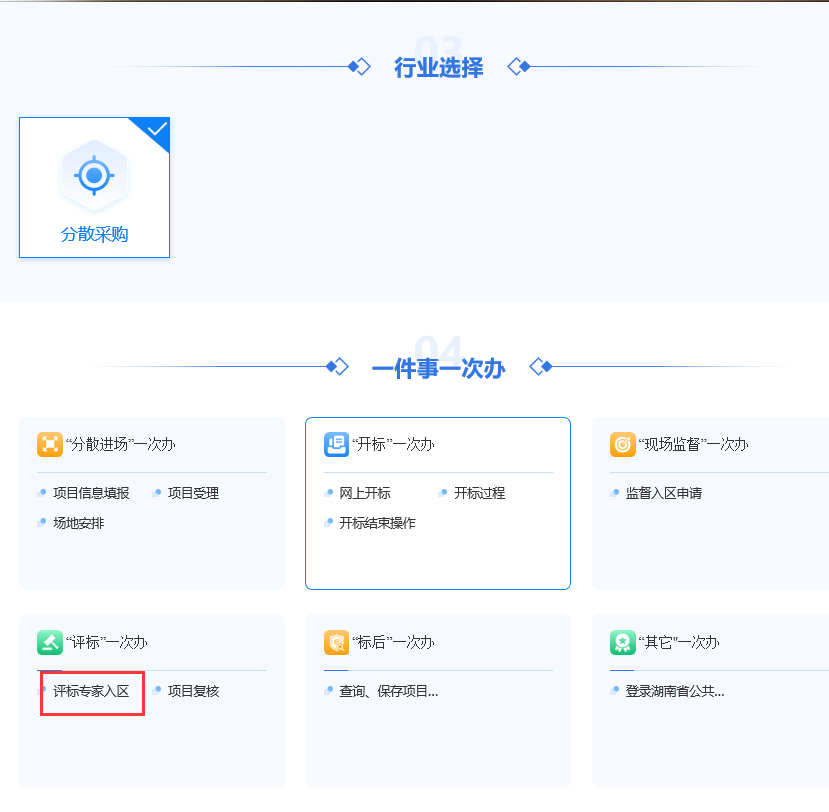 03
行业选择
分散采购
04
一件事一次办
“分散进场”一次办
项目信息填报 项目受理
场地安排
“开标”一次办
网上开标 开标过程
开标结束操作
“现场监督”一次办
监督入区申请
“评标”一次办
评标专家入区 项目复核
“标后”一次办
查询、保存项目...
“其它"一次办
登录湖南省公共...